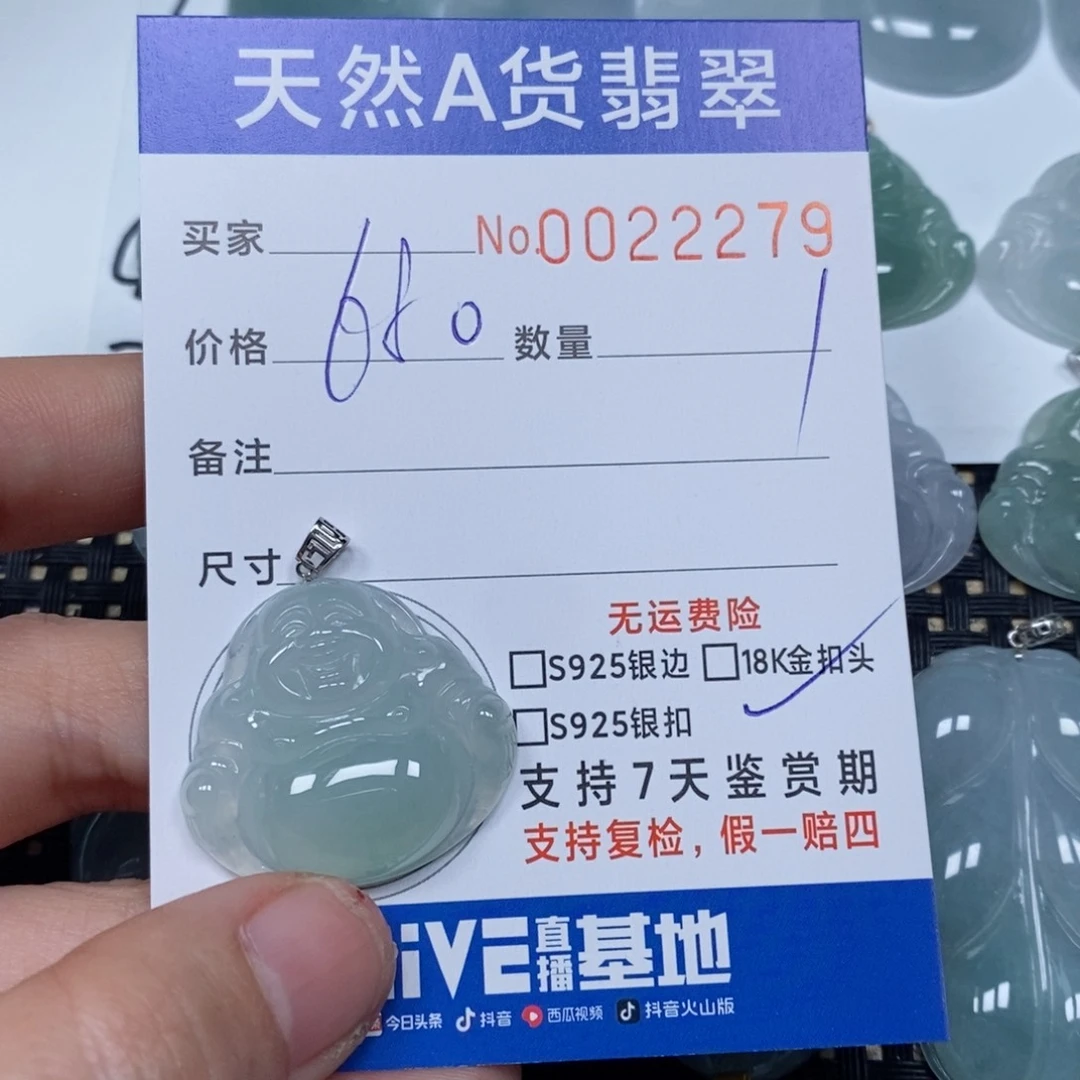 天然A货翡翠
买家 No.0022279
价格 680 数量 1
备注
尺寸
无运费险
□S925银边 □18K金扣头
□S925银扣
支持7天鉴赏期
支持复检，假一赔四
LiVE直播基地
今日头条 抖音 西瓜视频 抖音火山版